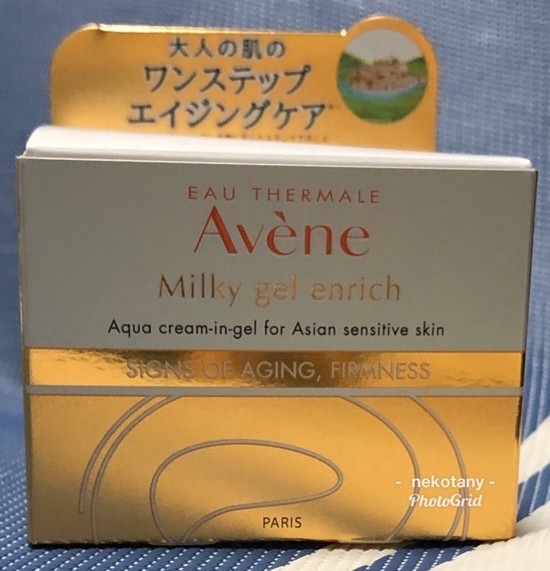 大人の肌の
ワンステップ
エイジングケア
EAU THERMALE
Avène
Milky gel enrich
Aqua cream-in-gel for Asian sensitive skin
SIGNS OF AGING, FIRMNESS
PARIS
- nekotany -
PhotoGrid